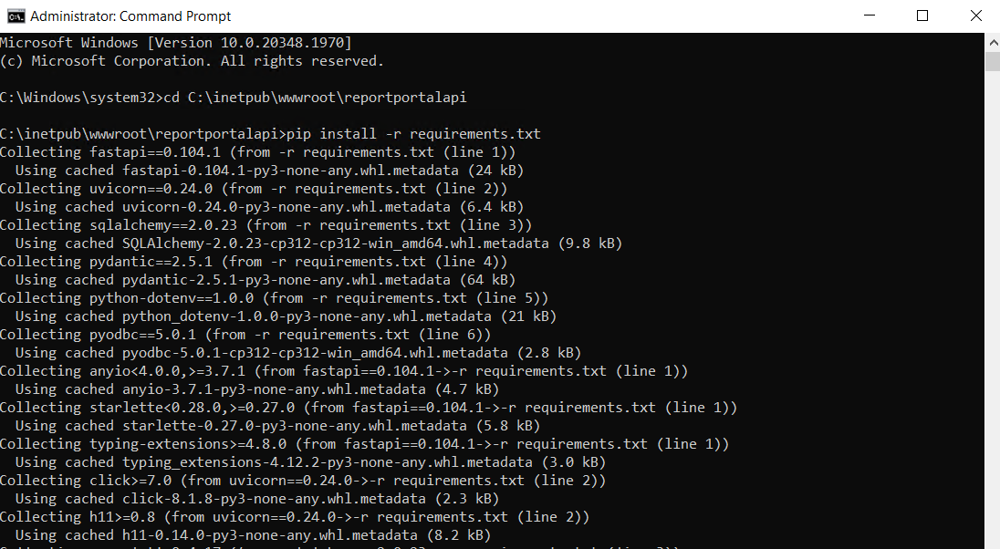 Administrator: Command Prompt
Microsoft Windows [Version 10.0.20348.1970]
(c) Microsoft Corporation. All rights reserved.
C:\Windows\system32>cd C:\inetpub\wwwroot\reportportalapi
C:\inetpub\wwwroot\reportportalapi>pip install -r requirements.txt
Collecting fastapi==0.104.1 (from -r requirements.txt (line 1))
Using cached fastapi-0.104.1-py3-none-any.whl.metadata (24 kB)
Collecting uvicorn==0.24.0 (from -r requirements.txt (line 2))
Using cached uvicorn-0.24.0-py3-none-any.whl.metadata (6.4 kB)
Collecting sqlalchemy==2.0.23 (from -r requirements.txt (line 3))
Using cached SQLAlchemy-2.0.23-cp312-cp312-win_amd64.whl.metadata (9.8 kB)
Collecting pydantic==2.5.1 (from -r requirements.txt (line 4))
Using cached pydantic-2.5.1-py3-none-any.whl.metadata (64 kB)
Collecting python-dotenv==1.0.0 (from -r requirements.txt (line 5))
Using cached python_dotenv-1.0.0-py3-none-any.whl.metadata (21 kB)
Collecting pyodbc==5.0.1 (from -r requirements.txt (line 6))
Using cached pyodbc-5.0.1-cp312-cp312-win_amd64.whl.metadata (2.8 kB)
Collecting anyio<4.0.0,>=3.7.1 (from fastapi==0.104.1->-r requirements.txt (line 1))
Using cached anyio-3.7.1-py3-none-any.whl.metadata (4.7 kB)
Collecting starlette<0.28.0,>=0.27.0 (from fastapi==0.104.1->-r requirements.txt (line 1))
Using cached starlette-0.27.0-py3-none-any.whl.metadata (5.8 kB)
Collecting typing-extensions>=4.8.0 (from fastapi==0.104.1->-r requirements.txt (line 1))
Using cached typing_extensions-4.12.2-py3-none-any.whl.metadata (3.0 kB)
Collecting click>=7.0 (from uvicorn==0.24.0->-r requirements.txt (line 2))
Using cached click-8.1.8-py3-none-any.whl.metadata (2.3 kB)
Collecting h11>=0.8 (from uvicorn==0.24.0->-r requirements.txt (line 2))
Using cached h11-0.14.0-py3-none-any.whl.metadata (8.2 kB)